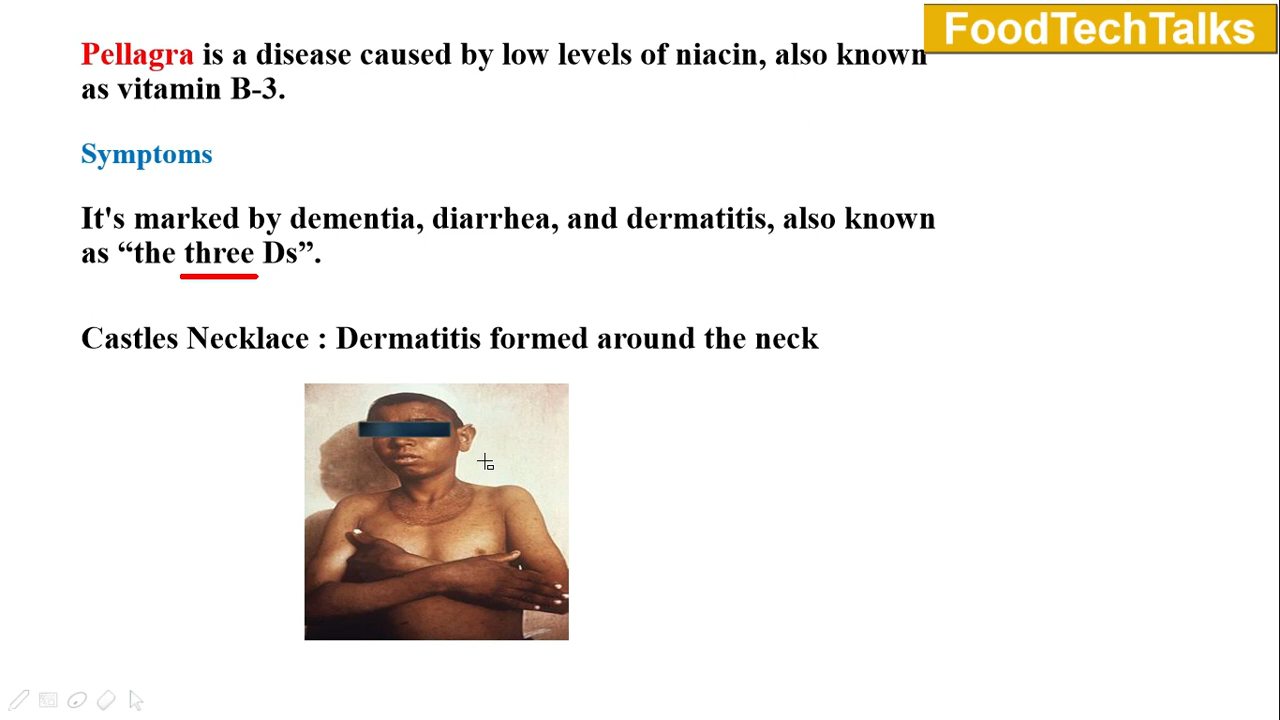 FoodTechTalks
Pellagra is a disease caused by low levels of niacin, also known
as vitamin B-3.
Symptoms
It's marked by dementia, diarrhea, and dermatitis, also known
as “the three Ds”.
Castles Necklace : Dermatitis formed around the neck